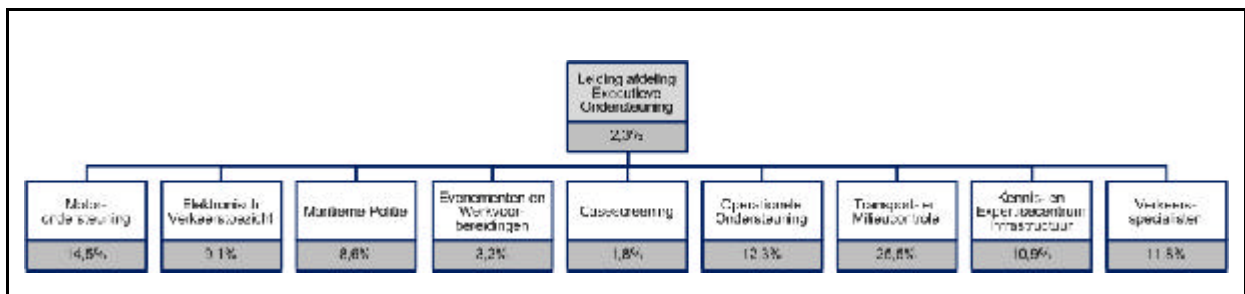 Leiding afdeling
Executieve
Ondersteuning
2,3%
Motor-
ondersteuning
14,5%
Elektronisch
Verkeerstoezicht
9,1%
Maritieme Politie
8,6%
Evenementen en
Werkvoor-
bereidingen
3,2%
Casescreening
1,8%
Operationele
Ondersteuning
12,3%
Transport- en
Milieucontrole
25,5%
Kennis- en
Expertisecentrum
Infrastructuur
10,9%
Verkeers-
specialisten
11,8%